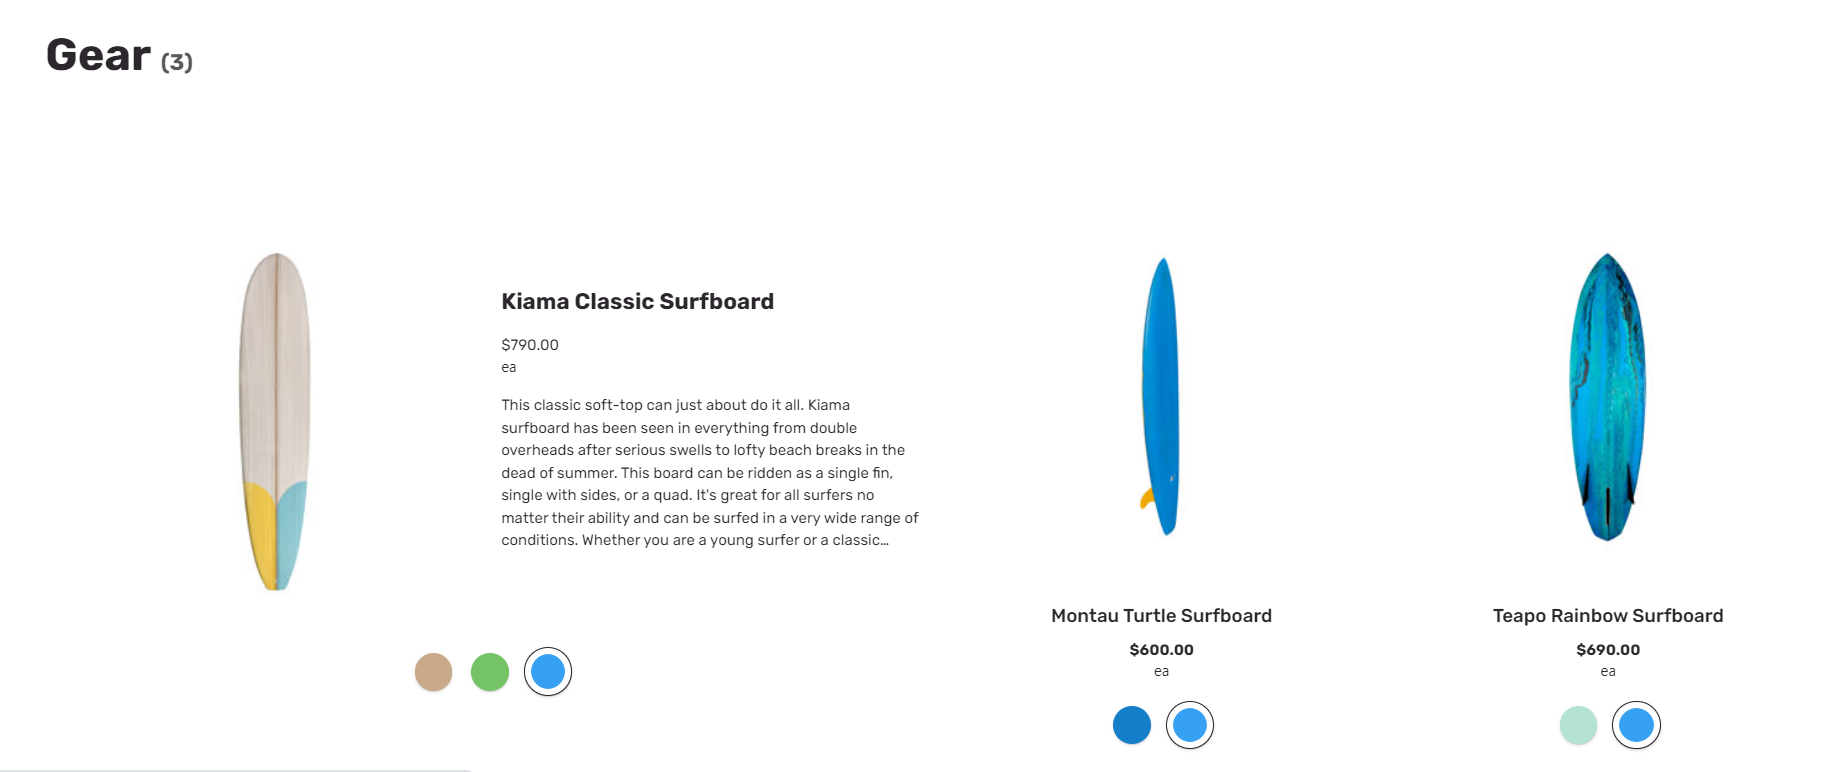 Gear (3)
Kiama Classic Surfboard
$790.00
ea
This classic soft-top can just about do it all. Kiama
surfboard has been seen in everything from double
overheads after serious swells to lofty beach breaks in the
dead of summer. This board can be ridden as a single fin,
single with sides, or a quad. It's great for all surfers no
matter their ability and can be surfed in a very wide range of
conditions. Whether you are a young surfer or a classic…
Montau Turtle Surfboard
$600.00
ea
Teapo Rainbow Surfboard
$690.00
ea